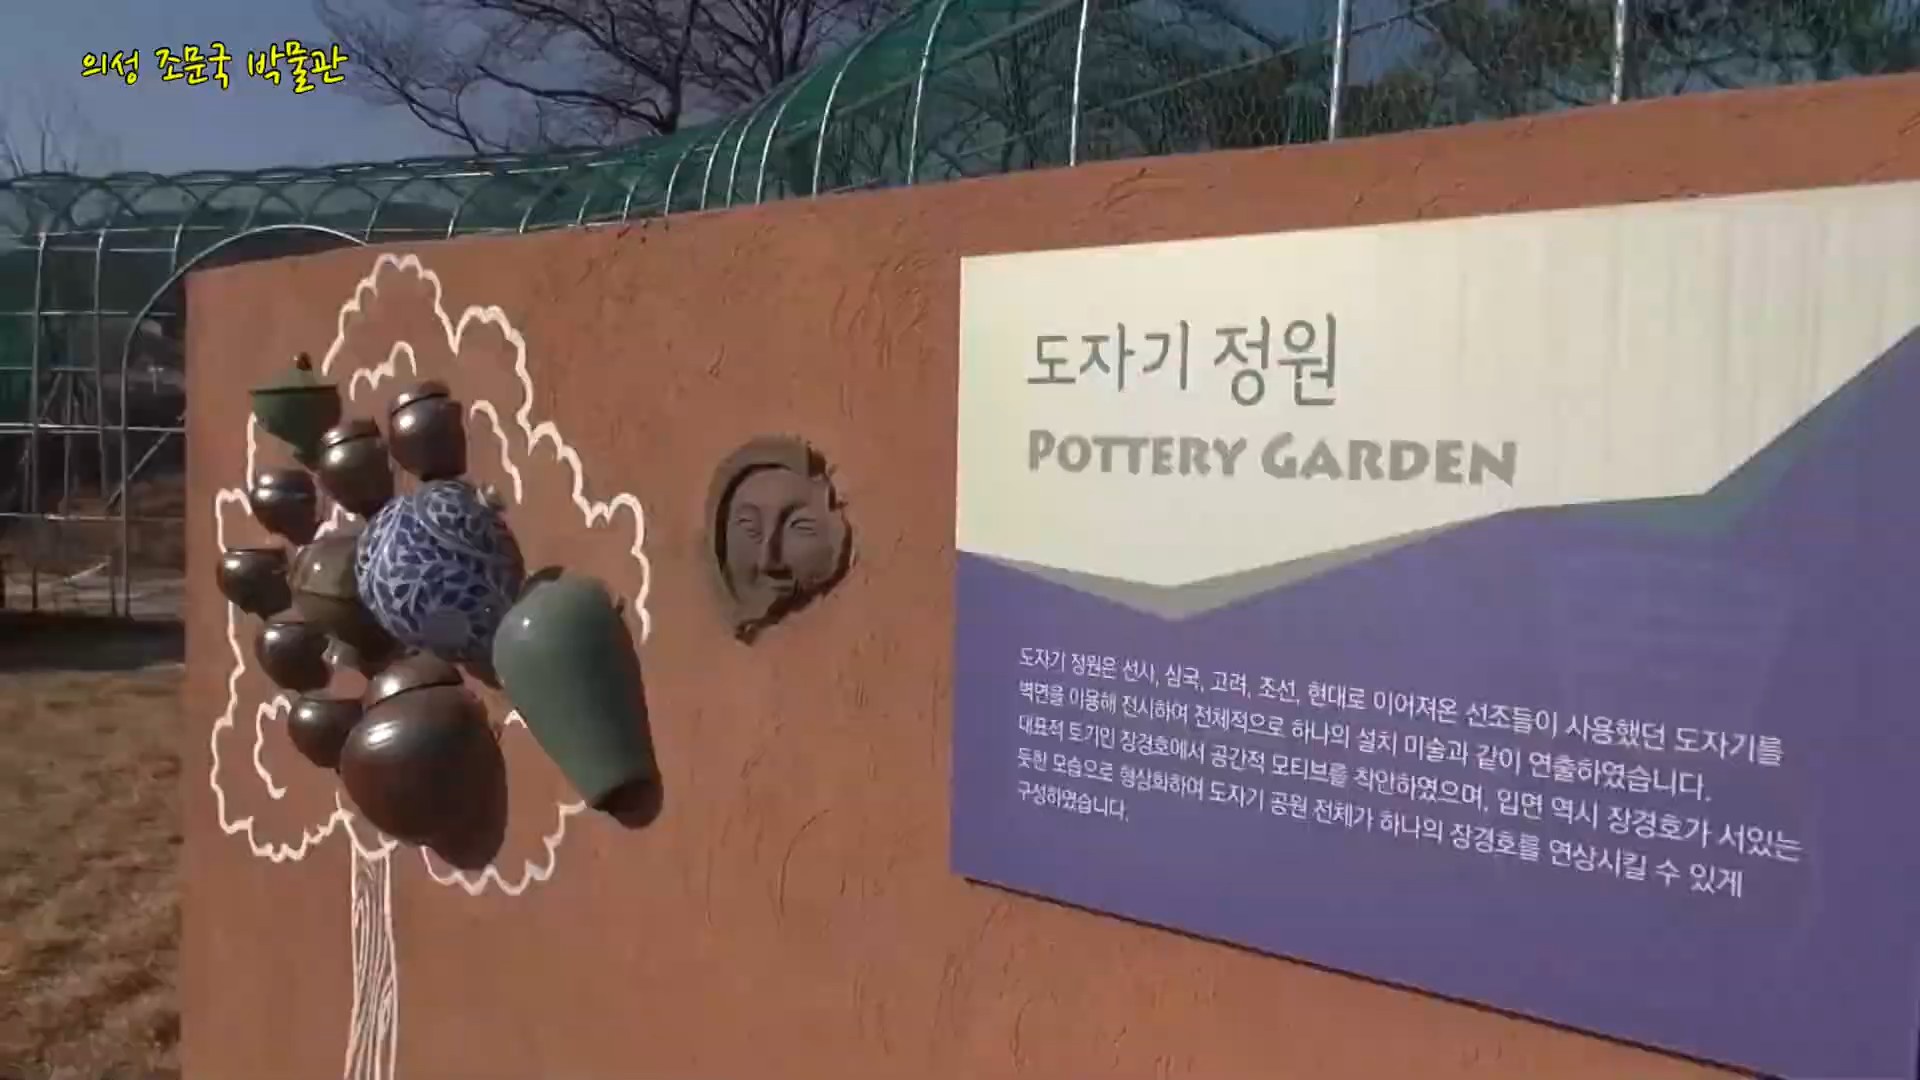 의성 조문국 박물관
도자기 정원
POTTERY GARDEN
도자기 정원은 선사, 삼국, 고려, 조선, 현대로 이어져온 선조들이 사용했던 도자기를
벽면을 이용해 전시하여 전체적으로 하나의 설치 미술과 같이 연출하였습니다.
대표적 토기인 장경호에서 공간적 모티브를 착안하였으며, 입면 역시 장경호가 서있는
듯한 모습으로 형상화하여 도자기 공원 전체가 하나의 장경호를 연상시킬 수 있게
구성하였습니다.